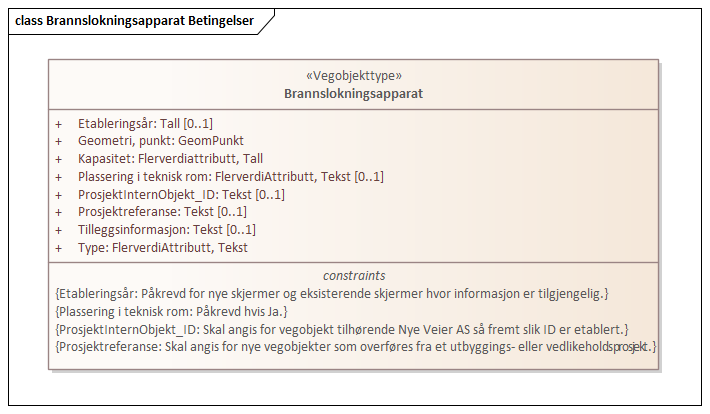 class Brannslokningsapparat Betingelser
«Vegobjekttype»
Brannslokningsapparat
+ Etableringsår: Tall [0..1]
+ Geometri, punkt: GeomPunkt
+ Kapasitet: Flerverdiattributt, Tall
+ Plassering i teknisk rom: FlerverdiAttributt, Tekst [0..1]
+ ProsjektInternObjekt_ID: Tekst [0..1]
+ Prosjektreferanse: Tekst [0..1]
+ Tilleggsinformasjon: Tekst [0..1]
+ Type: FlerverdiAttributt, Tekst
constraints
{Etableringsår: Påkrevd for nye skjermer og eksisterende skjermer hvor informasjon er tilgjengelig.}
{Plassering i teknisk rom: Påkrevd hvis Ja.}
{ProsjektInternObjekt_ID: Skal angis for vegobjekt tilhørende Nye Veier AS så fremt slik ID er etablert.}
{Prosjektreferanse: Skal angis for nye vegobjekter som overføres fra et utbyggings- eller vedlikeholdsprosjekt.}